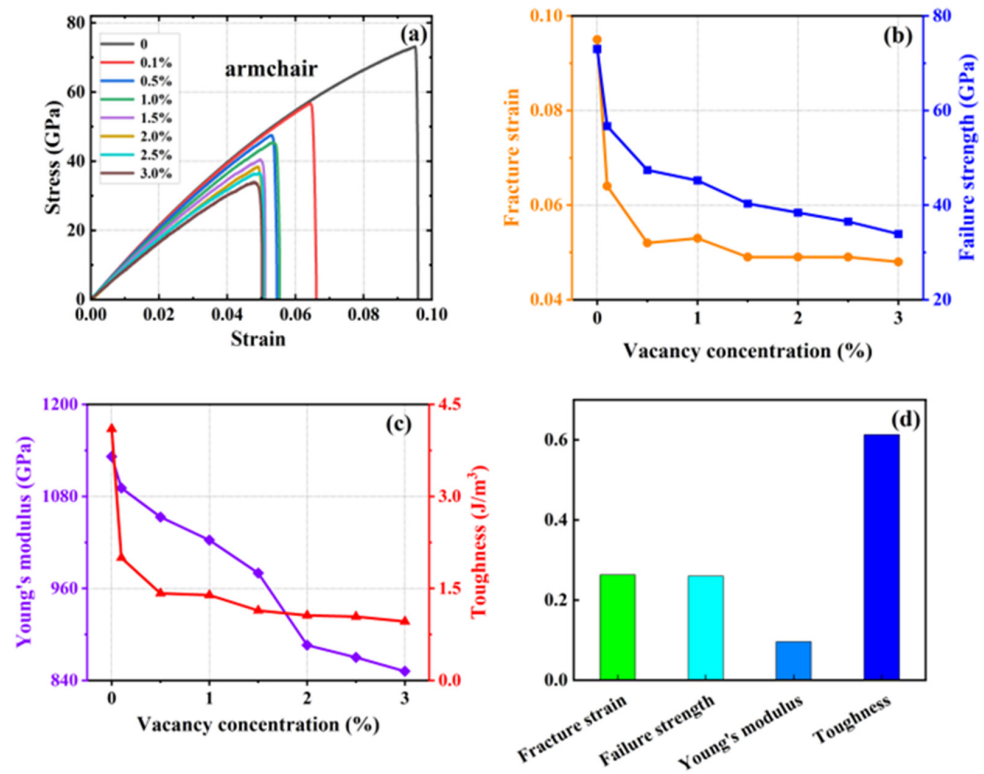 (a)
armchair
0
0.1%
0.5%
1.0%
1.5%
2.0%
2.5%
3.0%
80
60
40
20
0
Stress (GPa)
0.00 0.02 0.04 0.06 0.08 0.10
Strain
(b)
0.10
0.08
0.06
0.04
Fracture strain
80
60
40
20
Failure strength (GPa)
0 1 2 3
Vacancy concentration (%)
(c)
1200
1080
960
840
Young's modulus (GPa)
4.5
3.0
1.5
0.0
Toughness (J/m³)
0 1 2 3
Vacancy concentration (%)
(d)
0.6
0.4
0.2
0.0
Fracture strain
Failure strength
Young's modulus
Toughness